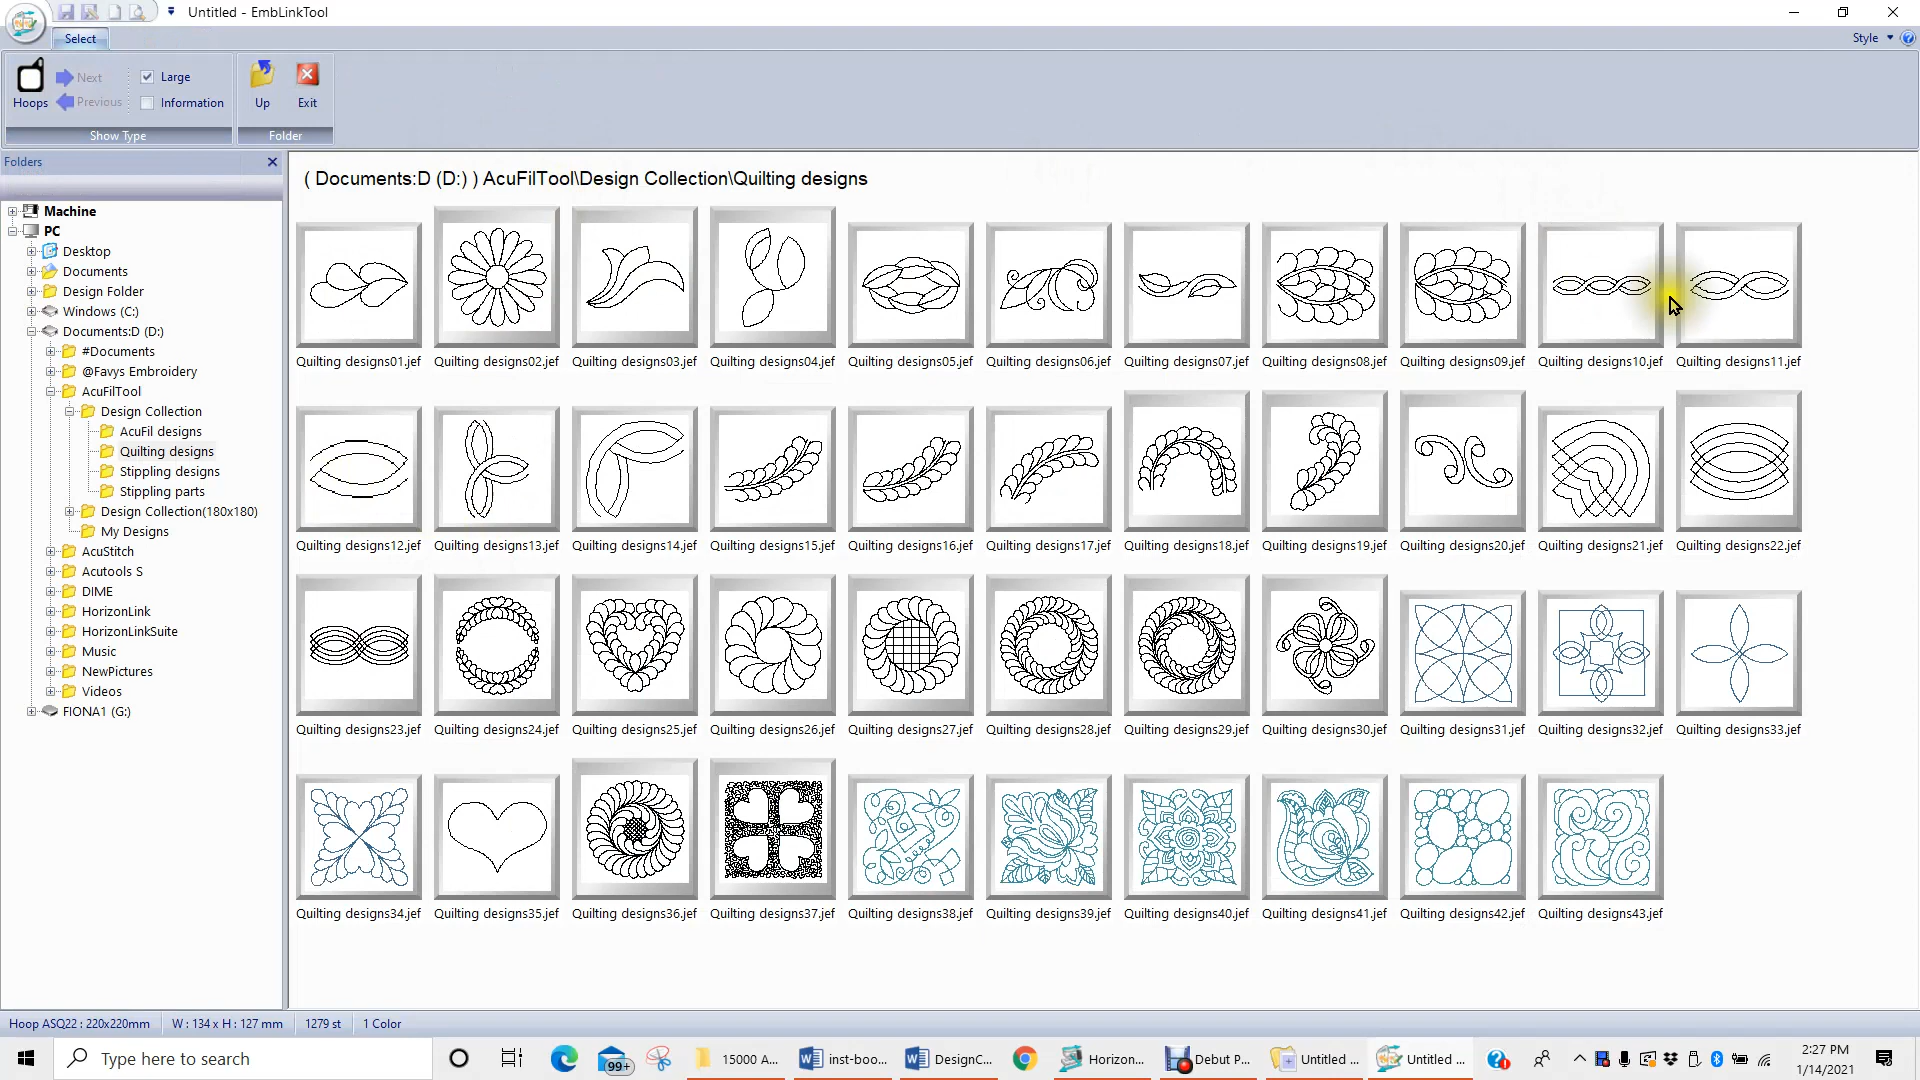 Untitled - EmbLinkTool
Select
Style
Hoops
Next
Previous
Large
Information
Up
Exit
Show Type
Folder
Folders
( Documents:D (D:) ) AcuFilTool\Design Collection\Quilting designs
Machine
PC
Desktop
Documents
Design Folder
Windows (C:)
Documents:D (D:)
#Documents
@Favys Embroidery
AcuFilTool
Design Collection
AcuFil designs
Quilting designs
Stippling designs
Stippling parts
Design Collection(180x180)
My Designs
AcuStitch
Acutools S
DIME
HorizonLink
HorizonLinkSuite
Music
NewPictures
Videos
FIONA1 (G:)
Quilting designs01.jef Quilting designs02.jef Quilting designs03.jef Quilting designs04.jef Quilting designs05.jef Quilting designs06.jef Quilting designs07.jef Quilting designs08.jef Quilting designs09.jef Quilting designs10.jef Quilting designs11.jef
Quilting designs12.jef Quilting designs13.jef Quilting designs14.jef Quilting designs15.jef Quilting designs16.jef Quilting designs17.jef Quilting designs18.jef Quilting designs19.jef Quilting designs20.jef Quilting designs21.jef Quilting designs22.jef
Quilting designs23.jef Quilting designs24.jef Quilting designs25.jef Quilting designs26.jef Quilting designs27.jef Quilting designs28.jef Quilting designs29.jef Quilting designs30.jef Quilting designs31.jef Quilting designs32.jef Quilting designs33.jef
Quilting designs34.jef Quilting designs35.jef Quilting designs36.jef Quilting designs37.jef Quilting designs38.jef Quilting designs39.jef Quilting designs40.jef Quilting designs41.jef Quilting designs42.jef Quilting designs43.jef
Hoop ASQ22 : 220x220mm W : 134 x H : 127 mm 1279 st 1 Color
Type here to search
99+
15000 A...
inst-boo...
DesignC...
Horizon...
Debut P...
Untitled ...
Untitled ...
2:27 PM
1/14/2021